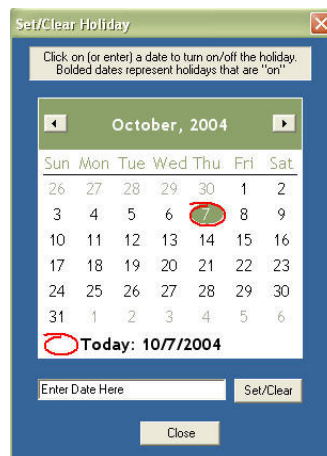 Set/Clear Holiday
Click on (or enter) a date to turn on/off the holiday.
Bolded dates represent holidays that are "on"
October, 2004
Sun Mon Tue Wed Thu Fri Sat
26 27 28 29 30 1 2
3 4 5 6 7 8 9
10 11 12 13 14 15 16
17 18 19 20 21 22 23
24 25 26 27 28 29 30
31 1 2 3 4 5 6
Today: 10/7/2004
Enter Date Here Set/Clear
Close